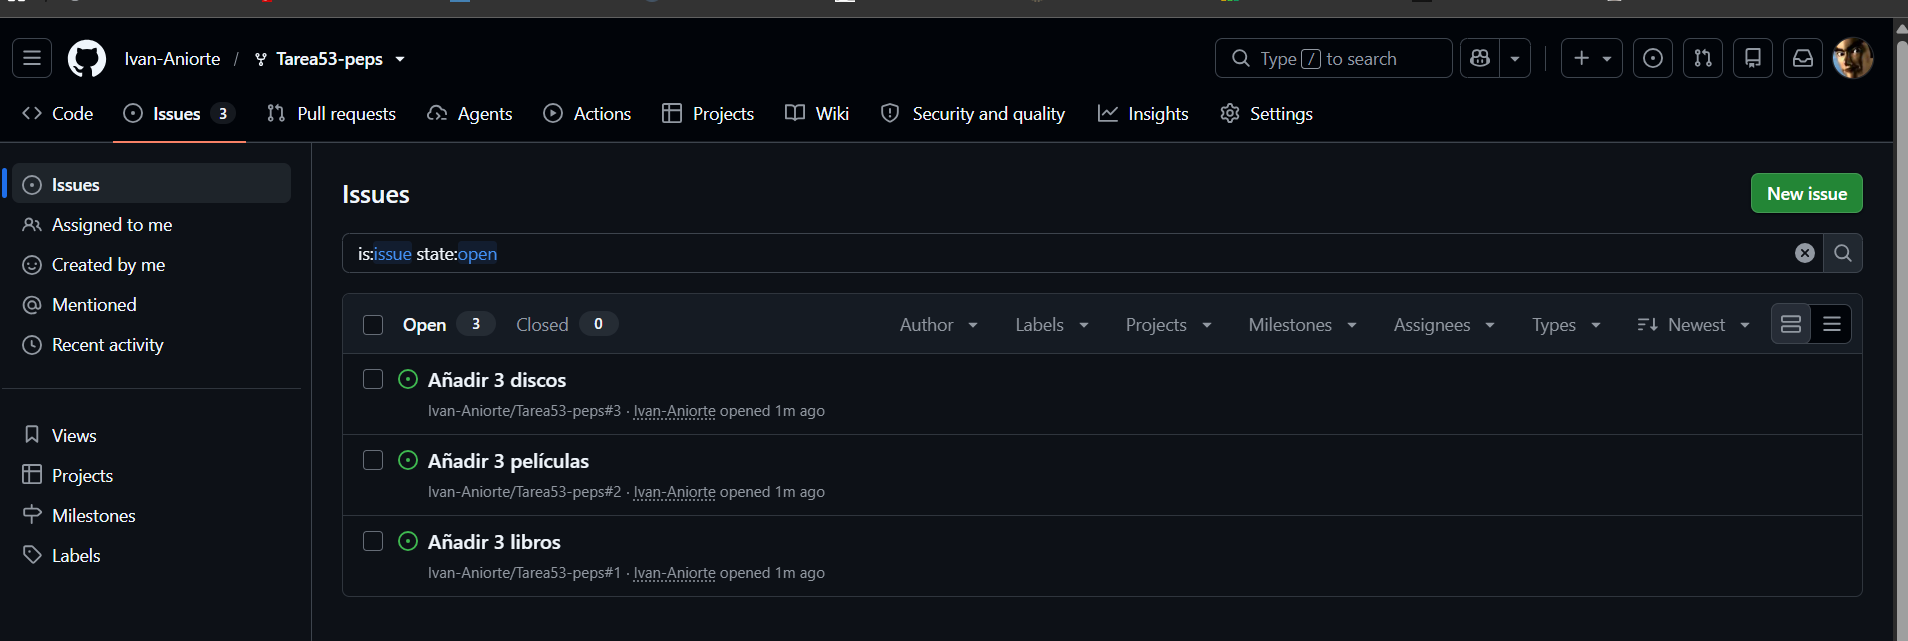 Ivan-Aniorte / Tarea53-peps
Type / to search
Code
Issues 3
Pull requests
Agents
Actions
Projects
Wiki
Security and quality
Insights
Settings
Issues
Assigned to me
Created by me
Mentioned
Recent activity
Views
Projects
Milestones
Labels
Issues
New issue
is:issue state:open
Open 3 Closed 0
Author
Labels
Projects
Milestones
Assignees
Types
Newest
Añadir 3 discos
Ivan-Aniorte/Tarea53-peps#3 · Ivan-Aniorte opened 1m ago
Añadir 3 películas
Ivan-Aniorte/Tarea53-peps#2 · Ivan-Aniorte opened 1m ago
Añadir 3 libros
Ivan-Aniorte/Tarea53-peps#1 · Ivan-Aniorte opened 1m ago